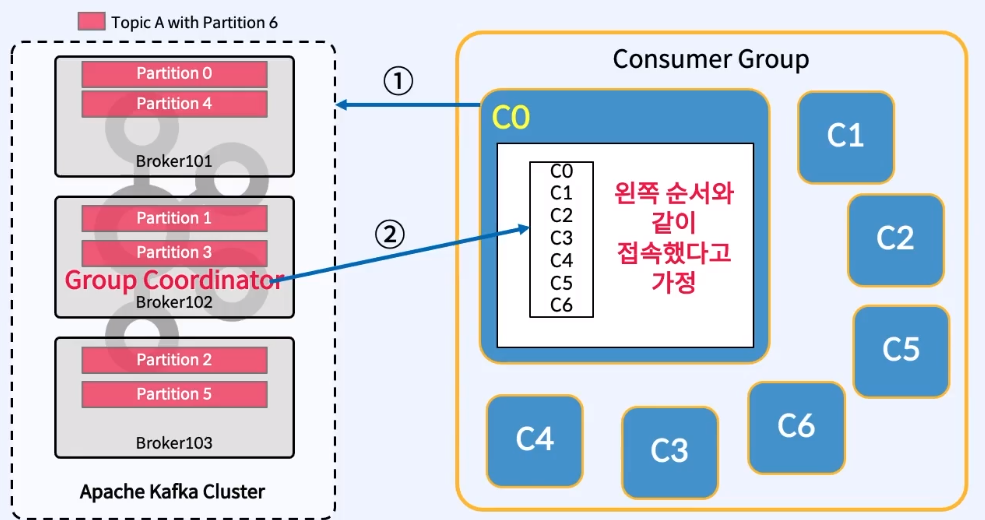 Topic A with Partition 6
Partition 0
Partition 4
Broker101
Partition 1
Partition 3
Group Coordinator
Broker102
Partition 2
Partition 5
Broker103
Apache Kafka Cluster
①
②
Consumer Group
C0
C0
C1
C2
C3
C4
C5
C6
왼쪽 순서와
같이
접속했다고
가정
C1
C2
C5
C6
C3
C4